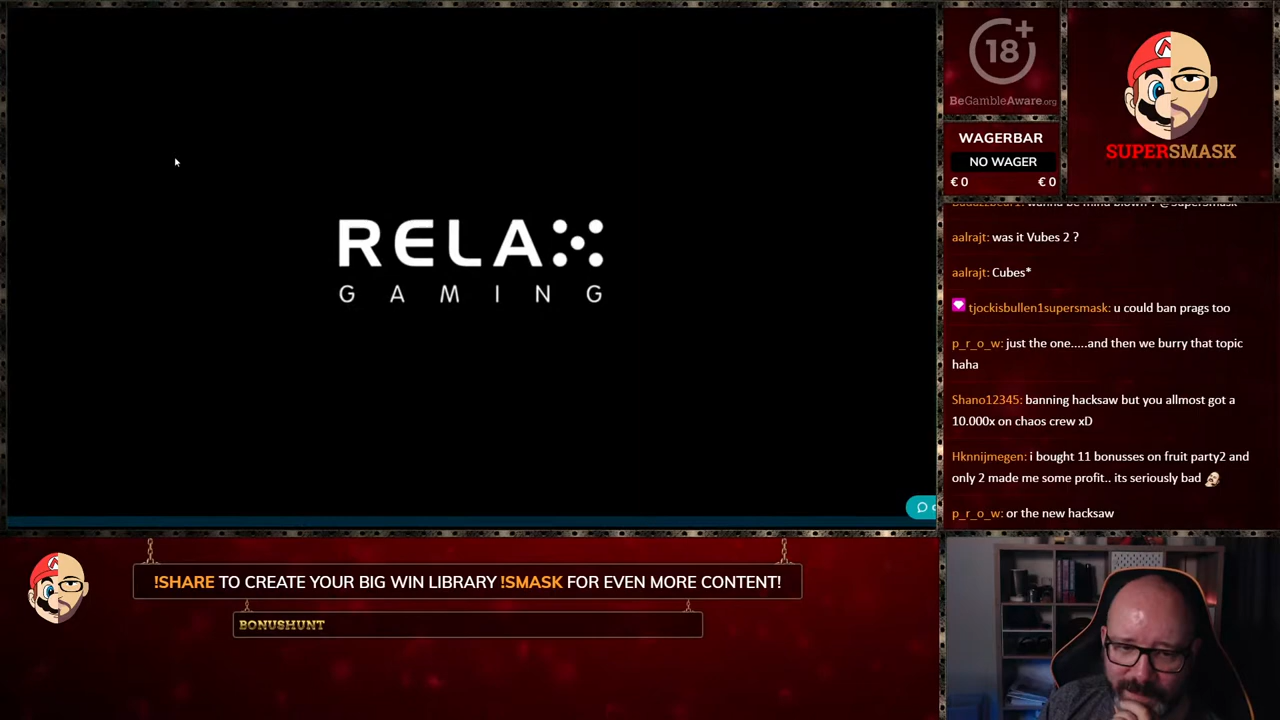 RELAX
GAMING
18+
BeGambleAware.org
WAGERBAR
NO WAGER
€ 0 € 0
SUPERSMASK
aalrajt: was it Vubes 2 ?
aalrajt: Cubes*
tjockisbullen1supersmask: u could ban prags too
p_r_o_w: just the one.....and then we burry that topic
haha
Shano12345: banning hacksaw but you allmost got a
10.000x on chaos crew xD
Hknnijmegen: i bought 11 bonusses on fruit party2 and
only 2 made me some profit.. its seriously bad
p_r_o_w: or the new hacksaw
!SHARE TO CREATE YOUR BIG WIN LIBRARY !SMASK FOR EVEN MORE CONTENT!
BONUSHUNT